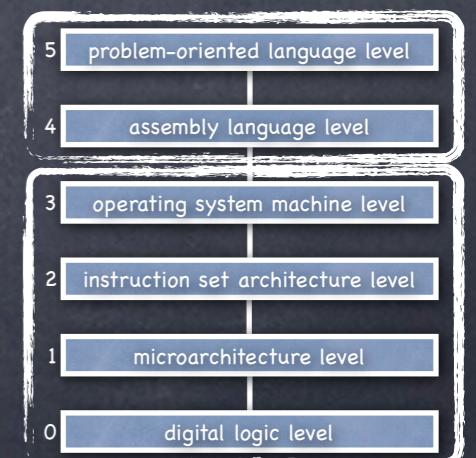 5 problem-oriented language level
4 assembly language level
3 operating system machine level
2 instruction set architecture level
1 microarchitecture level
0 digital logic level